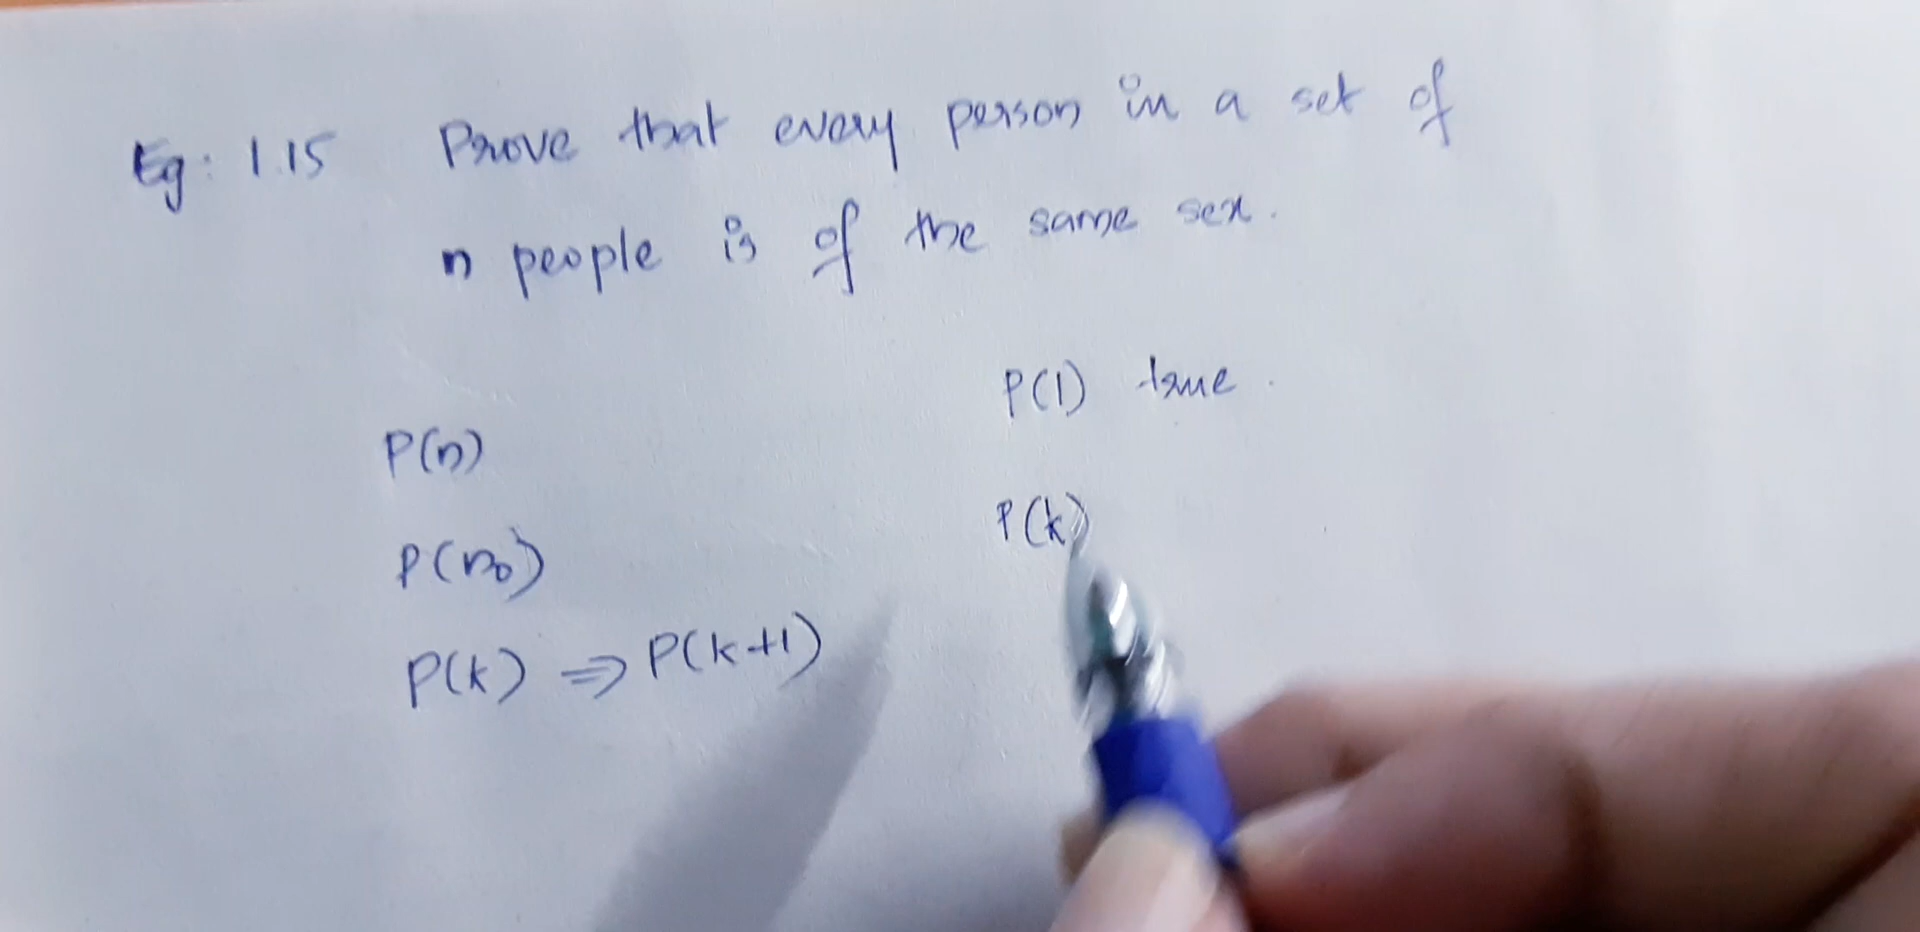 Eg: 1.15 Prove that every person in a set of
n people is of the same sex.
P(1) true.
P(n)
P(k)
P(n₀)
P(k) ⇒ P(k+1)